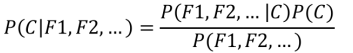 P(C|F1,F2,…) = P(F1,F2,…|C)P(C) / P(F1,F2,…)